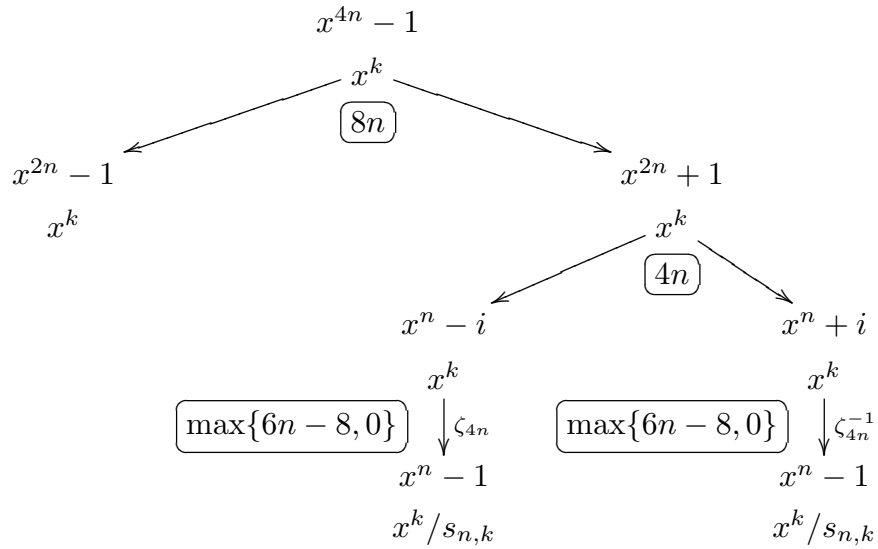 x^{4n} − 1
x^k
8n
x^{2n} − 1 x^{2n} + 1
x^k x^k
4n
x^n − i x^n + i
x^k x^k
max{6n − 8, 0} ζ_{4n} max{6n − 8, 0} ζ_{4n}^{−1}
x^n − 1 x^n − 1
x^k/s_{n,k} x^k/s_{n,k}